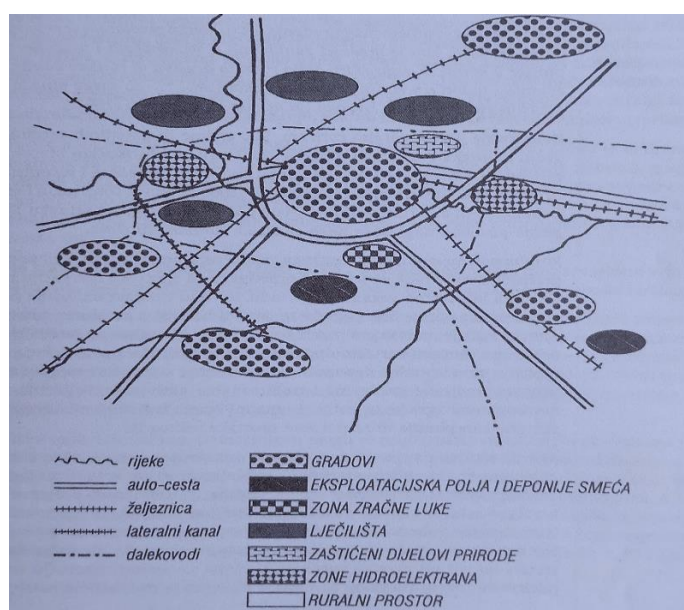 rijeke
auto-cesta
željeznica
lateralni kanal
dalekovodi
GRADOVI
EKSPLOATACIJSKA POLJA I DEPONIJE SMEĆA
ZONA ZRAČNE LUKE
LJEČILIŠTA
ZAŠTIĆENI DIJELOVI PRIRODE
ZONE HIDROELEKTRANA
RURALNI PROSTOR